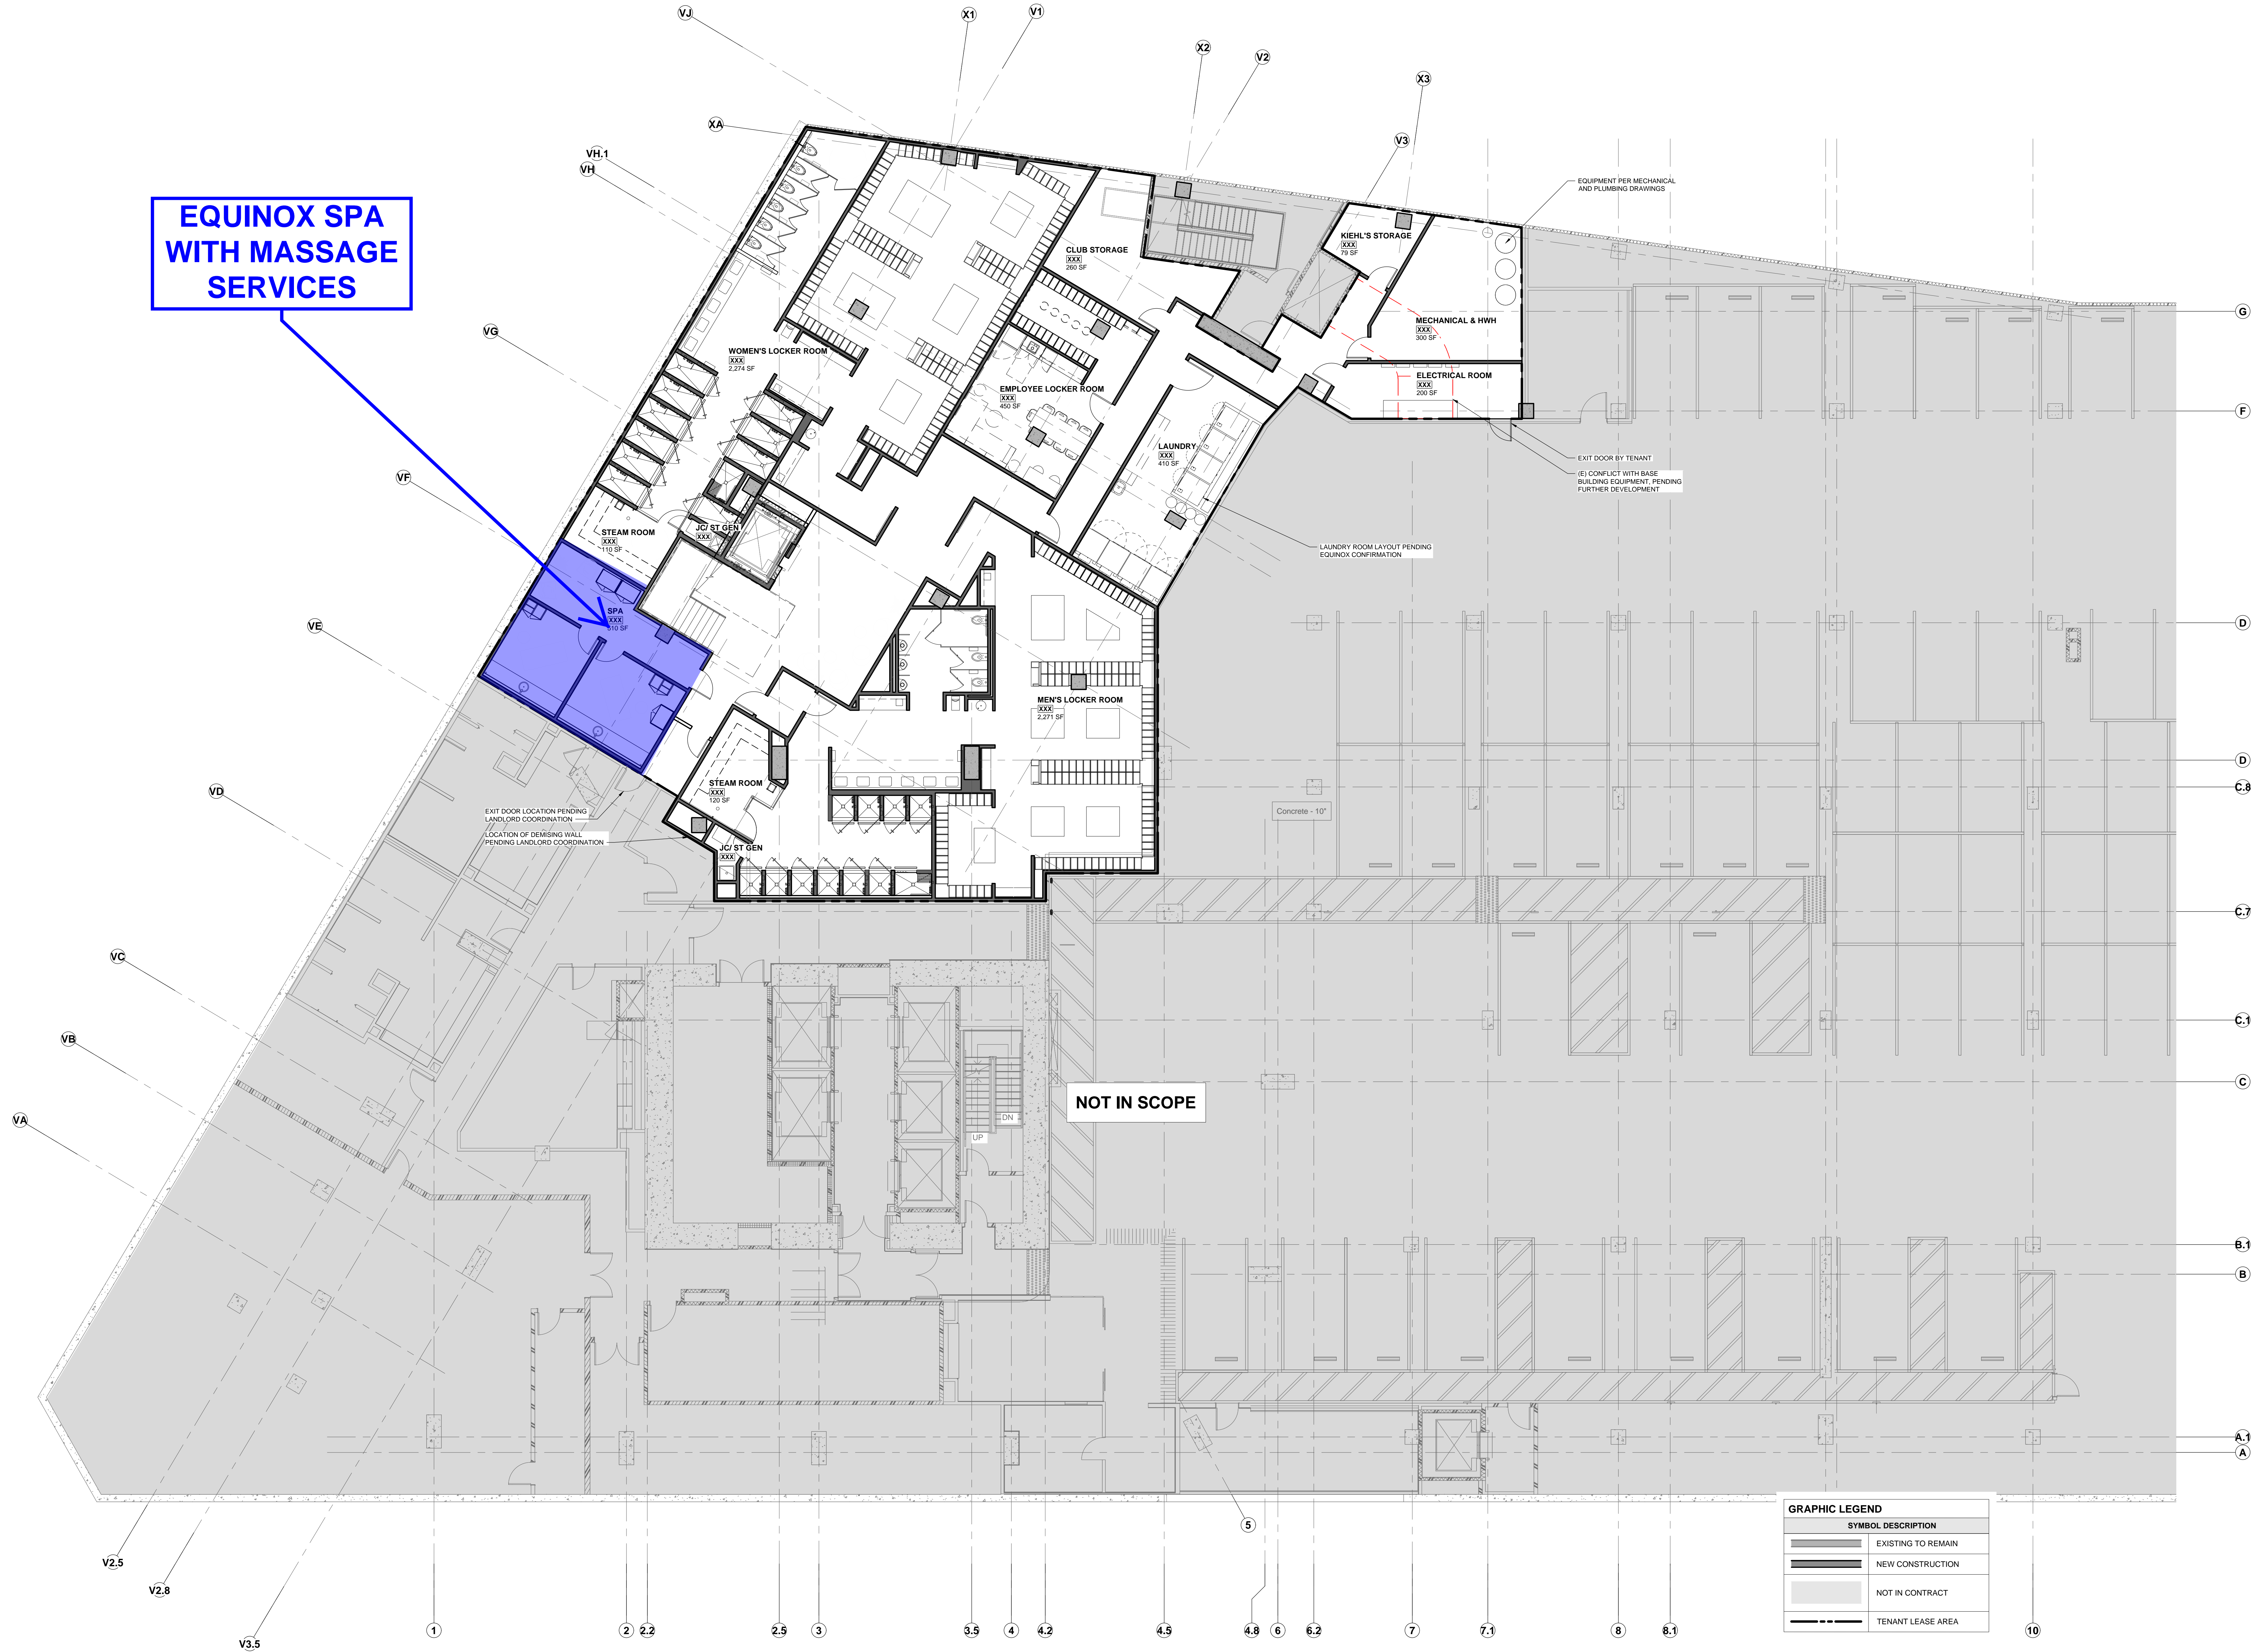 VJ
X1
V1
X2
V2
X3
XA
V3
VH.1
VH
EQUINOX SPA
WITH MASSAGE
SERVICES
EQUIPMENT PER MECHANICAL
AND PLUMBING DRAWINGS
KIEHL'S STORAGE
XXX
79 SF
CLUB STORAGE
XXX
260 SF
VG
G
MECHANICAL & HWH
XXX
300 SF
WOMEN'S LOCKER ROOM
XXX
2,274 SF
ELECTRICAL ROOM
XXX
200 SF
EMPLOYEE LOCKER ROOM
XXX
450 SF
F
LAUNDRY
XXX
410 SF
EXIT DOOR BY TENANT
(E) CONFLICT WITH BASE
BUILDING EQUIPMENT, PENDING
FURTHER DEVELOPMENT
VF
STEAM ROOM
XXX
110 SF
JC/ ST GEN
XXX
LAUNDRY ROOM LAYOUT PENDING
EQUINOX CONFIRMATION
SPA
XXX
510 SF
VE
D
MEN'S LOCKER ROOM
XXX
2,271 SF
D
VD
STEAM ROOM
XXX
120 SF
C.8
EXIT DOOR LOCATION PENDING
LANDLORD COORDINATION
Concrete - 10"
LOCATION OF DEMISING WALL
PENDING LANDLORD COORDINATION
JC/ ST GEN
XXX
C.7
VC
C.1
VB
C
NOT IN SCOPE
VA
DN
UP
B.1
B
A.1
A
GRAPHIC LEGEND
SYMBOL DESCRIPTION
EXISTING TO REMAIN
NEW CONSTRUCTION
NOT IN CONTRACT
TENANT LEASE AREA
5
V2.5
V2.8
V3.5
1
2
2.2
2.5
3
3.5
4
4.2
4.5
4.8
6
6.2
7
7.1
8
8.1
10